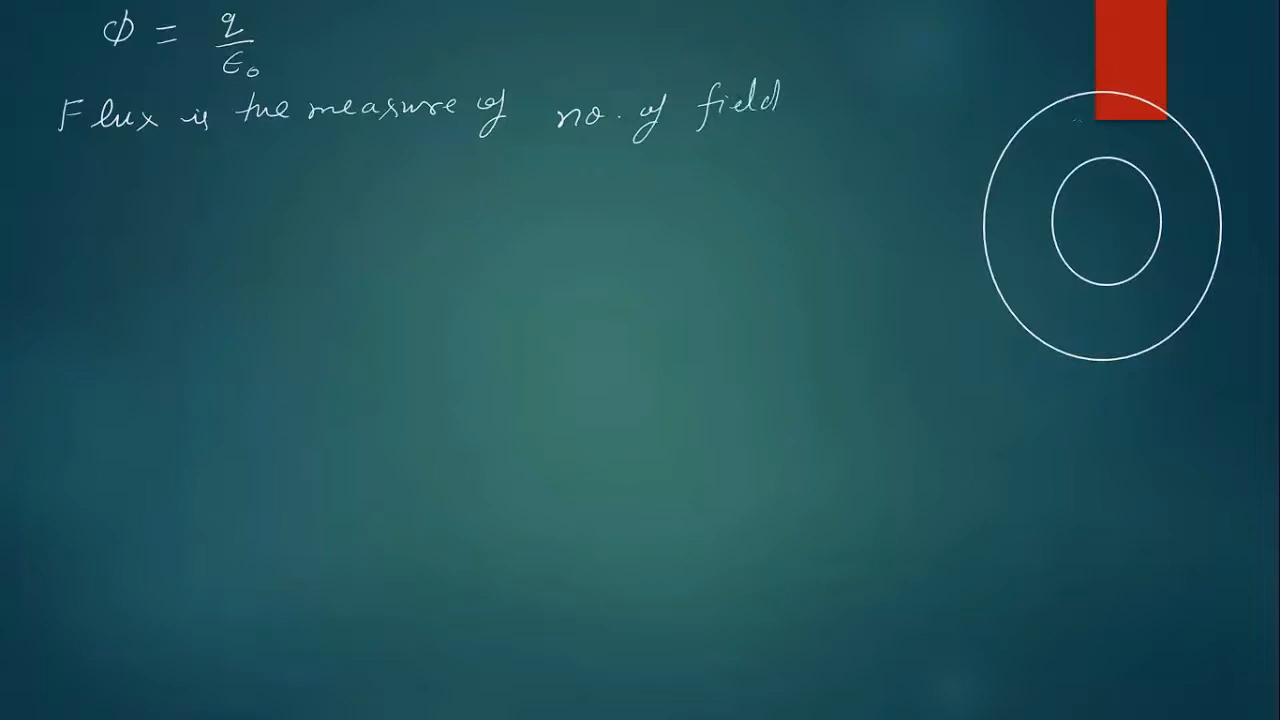 ϕ = q/ϵ₀
Flux is the measure of no. of field